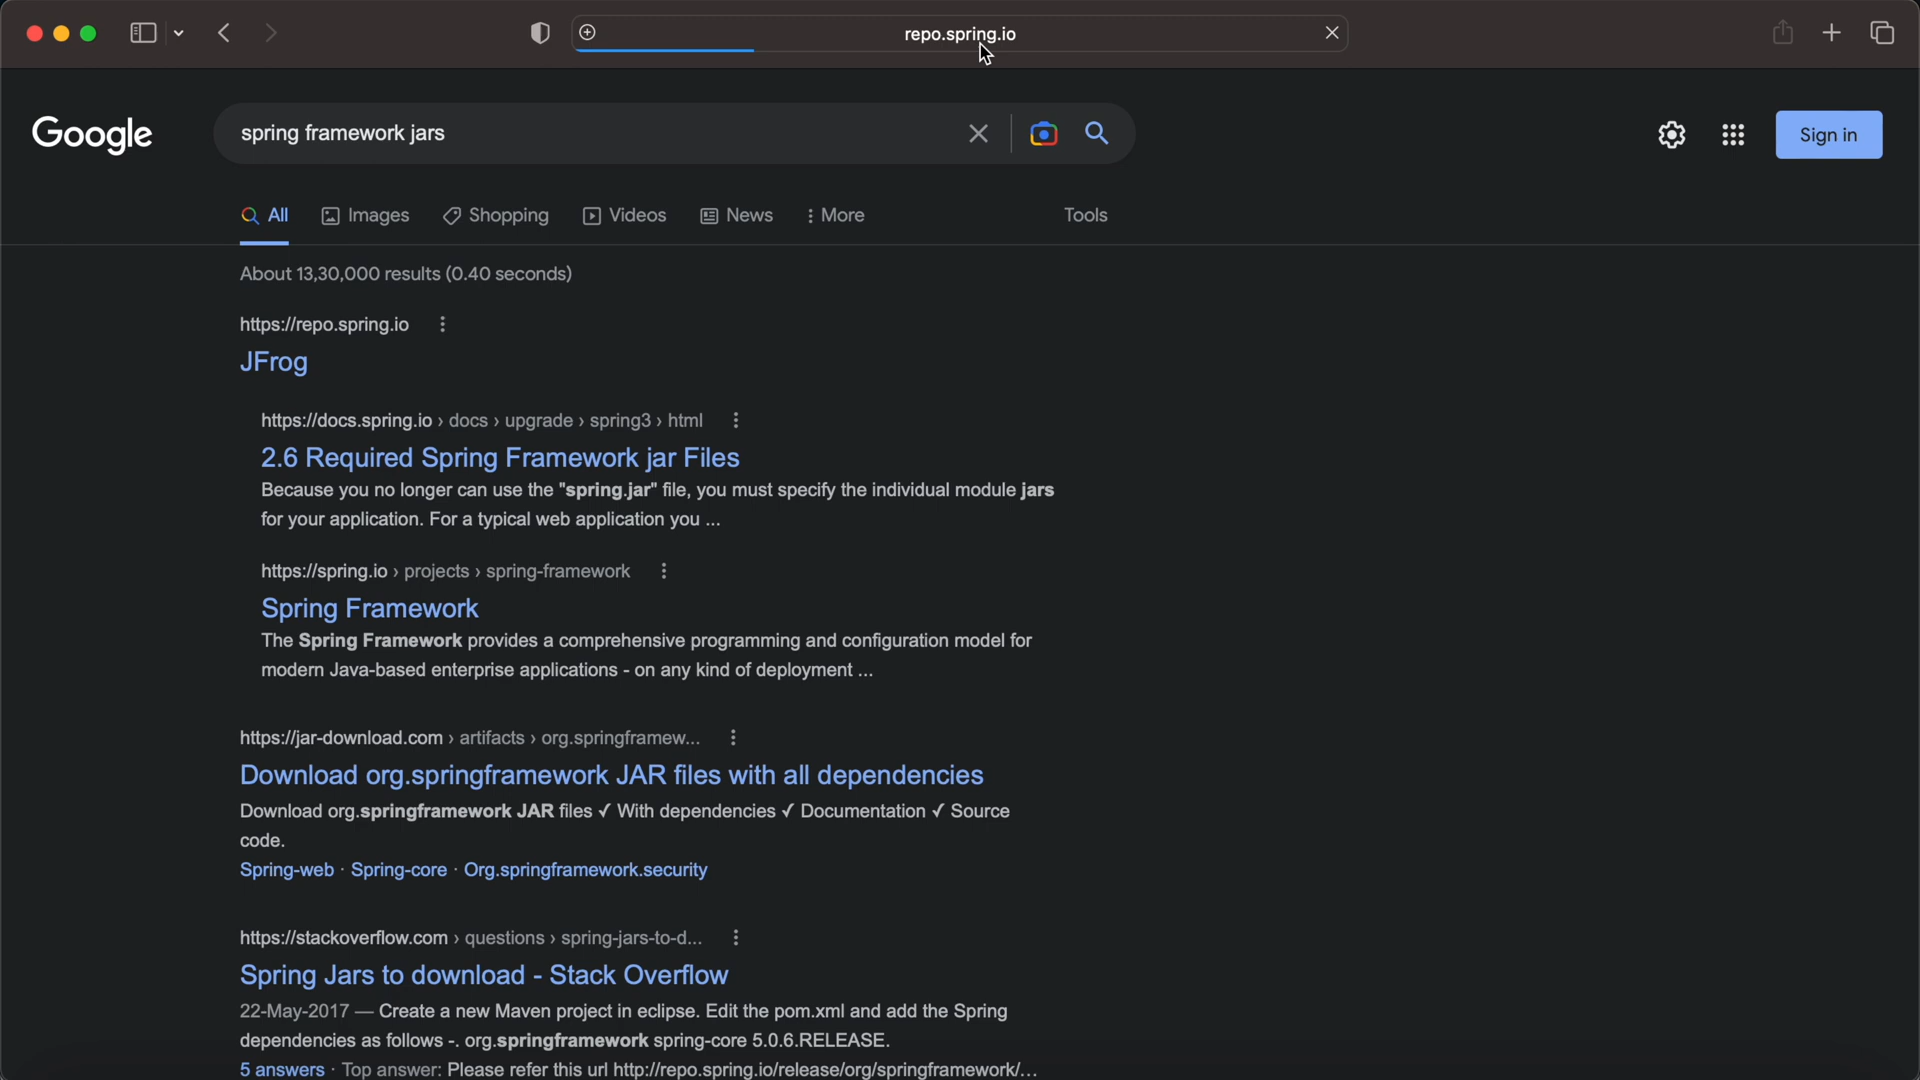 repo.spring.io
Google
spring framework jars
Sign in
All
Images
Shopping
Videos
News
More
Tools
About 13,30,000 results (0.40 seconds)
https://repo.spring.io
JFrog
https://docs.spring.io › docs › upgrade › spring3 › html
2.6 Required Spring Framework jar Files
Because you no longer can use the "spring.jar" file, you must specify the individual module jars
for your application. For a typical web application you ...
https://spring.io › projects › spring-framework
Spring Framework
The Spring Framework provides a comprehensive programming and configuration model for
modern Java-based enterprise applications - on any kind of deployment ...
https://jar-download.com › artifacts › org.springframew...
Download org.springframework JAR files with all dependencies
Download org.springframework JAR files ✓ With dependencies ✓ Documentation ✓ Source
code.
Spring-web · Spring-core · Org.springframework.security
https://stackoverflow.com › questions › spring-jars-to-d...
Spring Jars to download - Stack Overflow
22-May-2017 — Create a new Maven project in eclipse. Edit the pom.xml and add the Spring
dependencies as follows -. org.springframework spring-core 5.0.6.RELEASE.
5 answers · Top answer: Please refer this url http://repo.spring.io/release/org/springframework/...